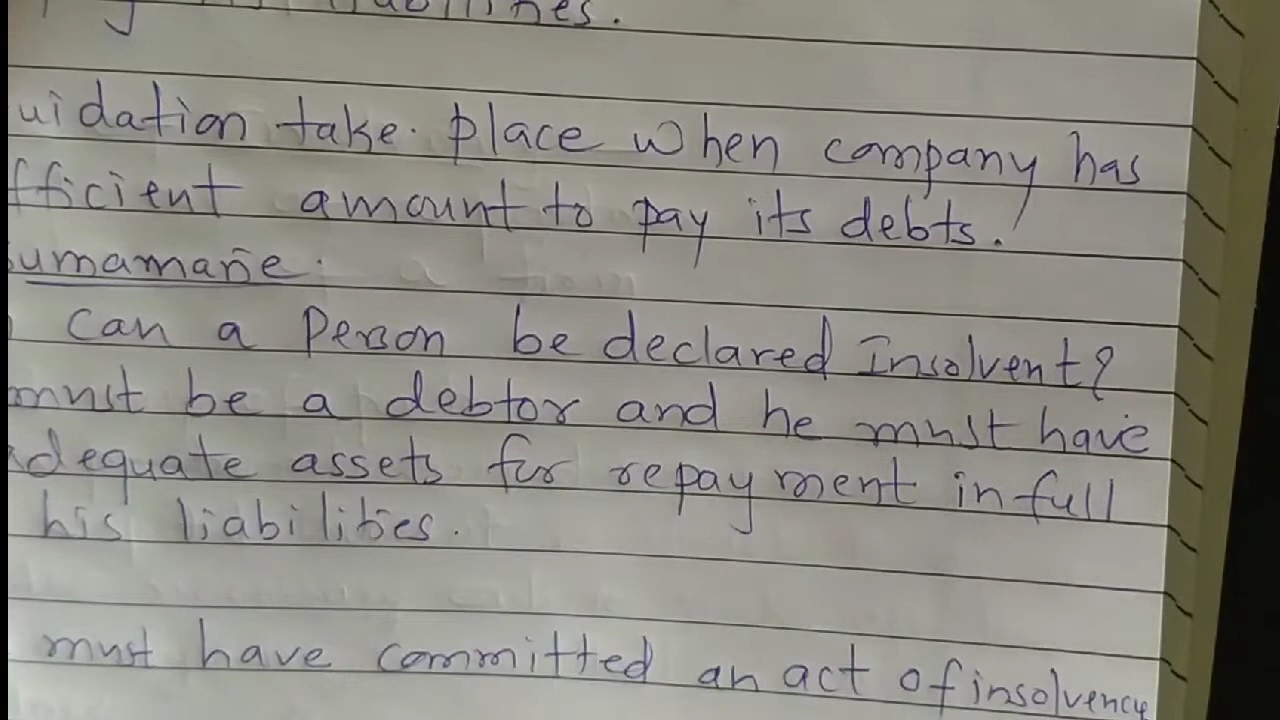 uidation take place when company has
fficient amount to pay its debts.
umamane.
can a Person be declared Insolvent?
must be a debtor and he must have
dequate assets for repayment in full
his liabilities.
must have committed an act of insolvency